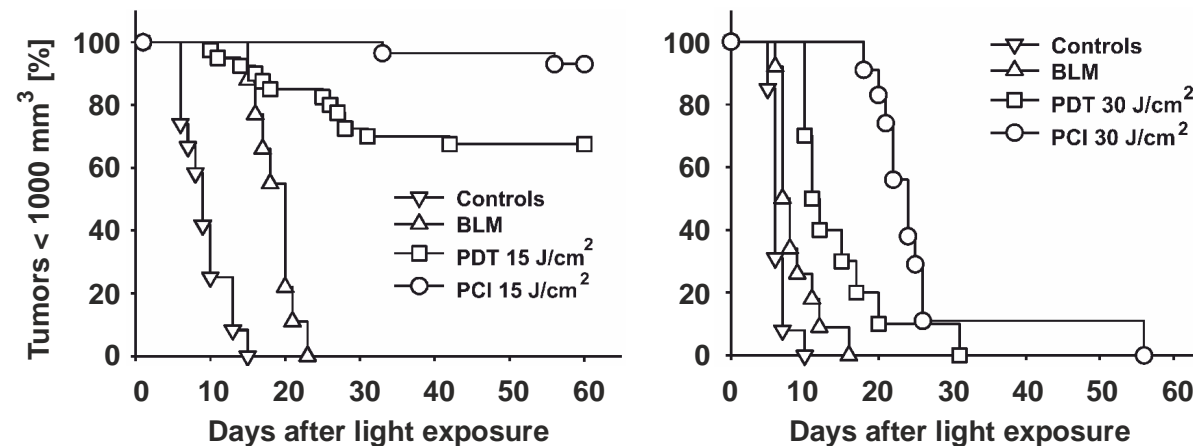 Tumors < 1000 mm³ [%]
100
80
60
40
20
0
0 10 20 30 40 50 60
Days after light exposure
Controls
BLM
PDT 15 J/cm²
PCI 15 J/cm²
100
80
60
40
20
0
0 10 20 30 40 50 60
Days after light exposure
Controls
BLM
PDT 30 J/cm²
PCI 30 J/cm²